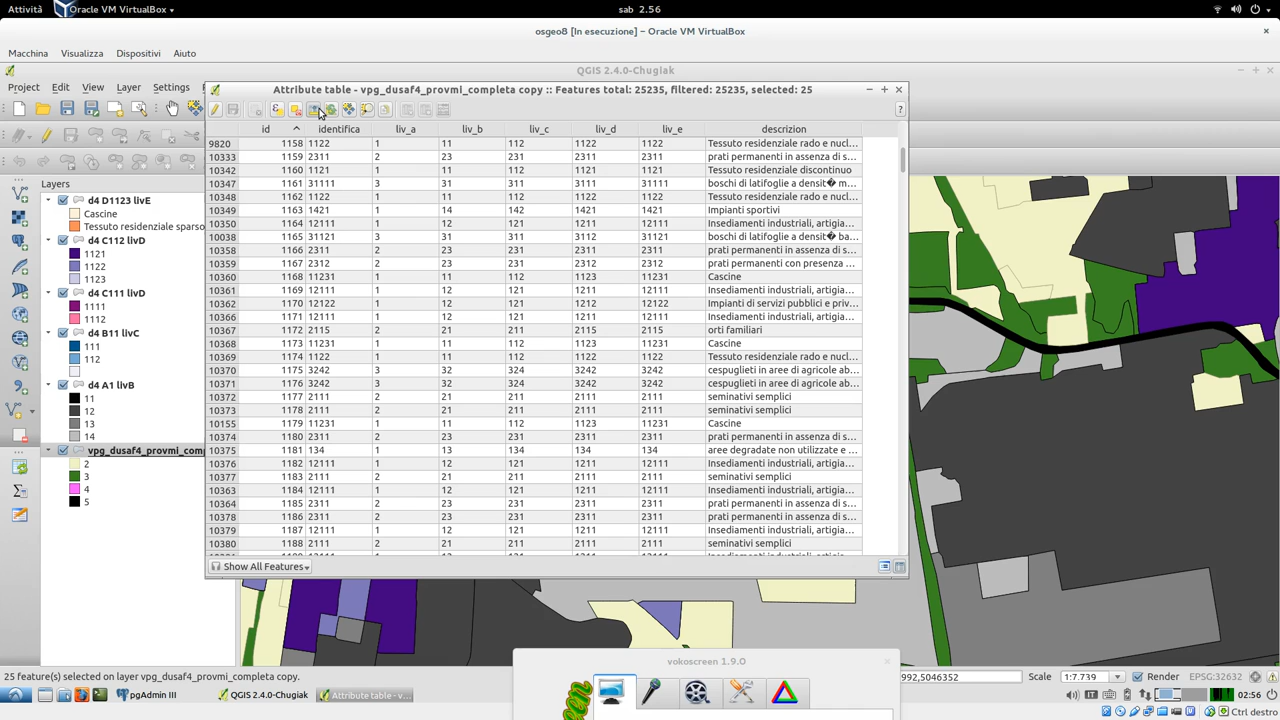 Attività Oracle VM VirtualBox sab 2.56
osgeo8 [In esecuzione] – Oracle VM VirtualBox
Macchina Visualizza Dispositivi Aiuto
QGIS 2.4.0-Chugiak
Project Edit View Layer Settings
Attribute table - vpg_dusaf4_provmi_completa copy :: Features total: 25235, filtered: 25235, selected: 25
id identifica liv_a liv_b liv_c liv_d liv_e descrizion
9820 1158 1122 1 11 112 1122 1122 Tessuto residenziale rado e nucl...
10333 1159 2311 2 23 231 2311 2311 prati permanenti in assenza di s...
10342 1160 1121 1 11 112 1121 1121 Tessuto residenziale discontinuo
10347 1161 31111 3 31 311 3111 31111 boschi di latifoglie a densit� m...
10348 1162 1122 1 11 112 1122 1122 Tessuto residenziale rado e nucl...
10349 1163 1421 1 14 142 1421 1421 Impianti sportivi
10350 1164 12111 1 12 121 1211 12111 Insediamenti industriali, artigia...
10038 1165 31121 3 31 311 3112 31121 boschi di latifoglie a densit� ba...
10358 1166 2311 2 23 231 2311 2311 prati permanenti in assenza di s...
10359 1167 2312 2 23 231 2312 2312 prati permanenti con presenza ...
10360 1168 11231 1 11 112 1123 11231 Cascine
10361 1169 12111 1 12 121 1211 12111 Insediamenti industriali, artigia...
10362 1170 12122 1 12 121 1212 12122 Impianti di servizi pubblici e priv...
10366 1171 12111 1 12 121 1211 12111 Insediamenti industriali, artigia...
10367 1172 2115 2 21 211 2115 2115 orti familiari
10368 1173 11231 1 11 112 1123 11231 Cascine
10369 1174 1122 1 11 112 1122 1122 Tessuto residenziale rado e nucl...
10370 1175 3242 3 32 324 3242 3242 cespuglieti in aree di agricole ab...
10371 1176 3242 3 32 324 3242 3242 cespuglieti in aree di agricole ab...
10372 1177 2111 2 21 211 2111 2111 seminativi semplici
10373 1178 2111 2 21 211 2111 2111 seminativi semplici
10155 1179 11231 1 11 112 1123 11231 Cascine
10374 1180 2311 2 23 231 2311 2311 prati permanenti in assenza di s...
10375 1181 134 1 13 134 134 134 aree degradate non utilizzate e ...
10376 1182 12111 1 12 121 1211 12111 Insediamenti industriali, artigia...
10377 1183 2111 2 21 211 2111 2111 seminativi semplici
10363 1184 12111 1 12 121 1211 12111 Insediamenti industriali, artigia...
10364 1185 2311 2 23 231 2311 2311 prati permanenti in assenza di s...
10378 1186 2311 2 23 231 2311 2311 prati permanenti in assenza di s...
10379 1187 12111 1 12 121 1211 12111 Insediamenti industriali, artigia...
10380 1188 2111 2 21 211 2111 2111 seminativi semplici
Show All Features
Layers
d4 D1123 livE
Cascine
Tessuto residenziale sparso
d4 C112 livD
1121
1122
1123
d4 C111 livD
1111
1112
d4 B11 livC
111
112
d4 A1 livB
11
12
13
14
vpg_dusaf4_provmi_comp
2
3
4
5
vokoscreen 1.9.0
25 feature(s) selected on layer vpg_dusaf4_provmi_completa copy.
992,5046352 Scale 1:7.739 Render EPSG:32632
pgAdmin III QGIS 2.4.0-Chugiak Attribute table - v... IT 02:56
Ctrl destro